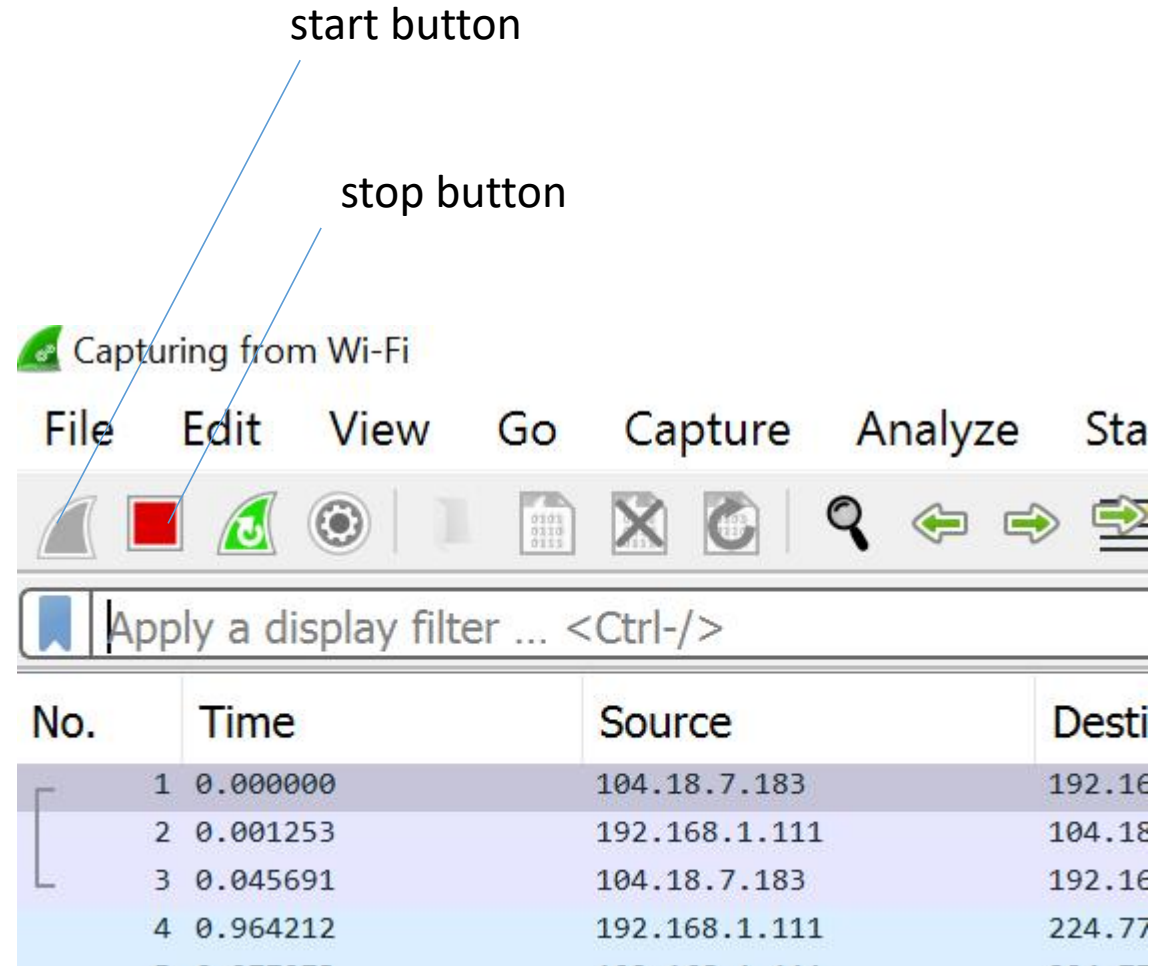 start button
stop button
Capturing from Wi-Fi
File Edit View Go Capture Analyze Sta
Apply a display filter ... <Ctrl-/>
No. Time Source Desti
1 0.000000 104.18.7.183 192.16
2 0.001253 192.168.1.111 104.18
3 0.045691 104.18.7.183 192.16
4 0.964212 192.168.1.111 224.77